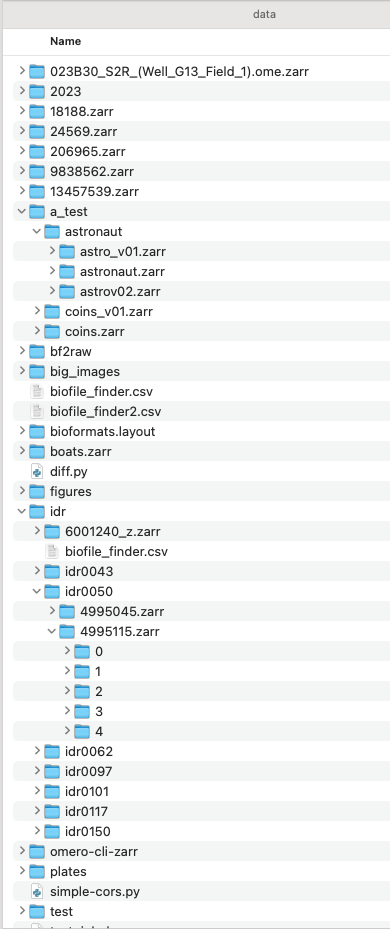 data
Name
023B30_S2R_(Well_G13_Field_1).ome.zarr
2023
18188.zarr
24569.zarr
206965.zarr
9838562.zarr
13457539.zarr
a_test
astronaut
astro_v01.zarr
astronaut.zarr
astrov02.zarr
coins_v01.zarr
coins.zarr
bf2raw
big_images
biofile_finder.csv
biofile_finder2.csv
bioformats.layout
boats.zarr
diff.py
figures
idr
6001240_z.zarr
biofile_finder.csv
idr0043
idr0050
4995045.zarr
4995115.zarr
0
1
2
3
4
idr0062
idr0097
idr0101
idr0117
idr0150
omero-cli-zarr
plates
simple-cors.py
test